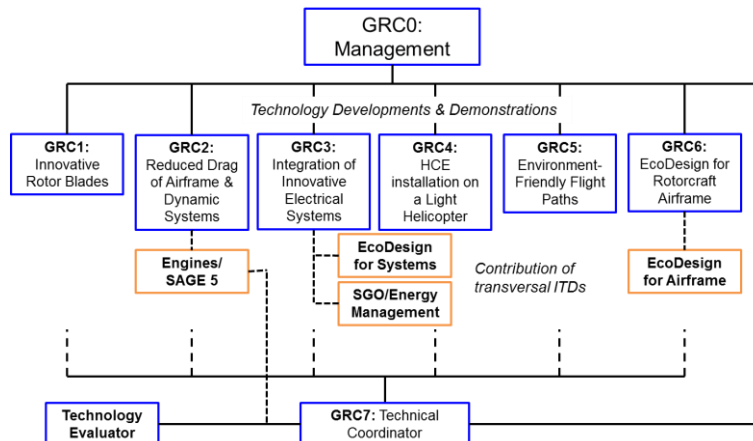 GRC0:
Management
Technology Developments & Demonstrations
GRC1:
Innovative
Rotor Blades
GRC2:
Reduced Drag
of Airframe &
Dynamic
Systems
GRC3:
Integration of
Innovative
Electrical
Systems
GRC4:
HCE
installation on
a Light
Helicopter
GRC5:
Environment-
Friendly Flight
Paths
GRC6:
EcoDesign for
Rotorcraft
Airframe
Engines/
SAGE 5
EcoDesign
for Systems
SGO/Energy
Management
Contribution of
transversal ITDs
EcoDesign
for Airframe
Technology
Evaluator
GRC7: Technical
Coordinator